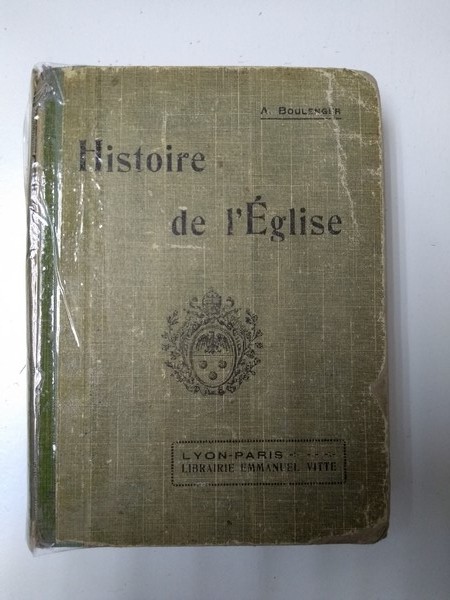 A. BOULENGER
Histoire
de l'Église
LYON-PARIS
LIBRAIRIE EMMANUEL VITTE